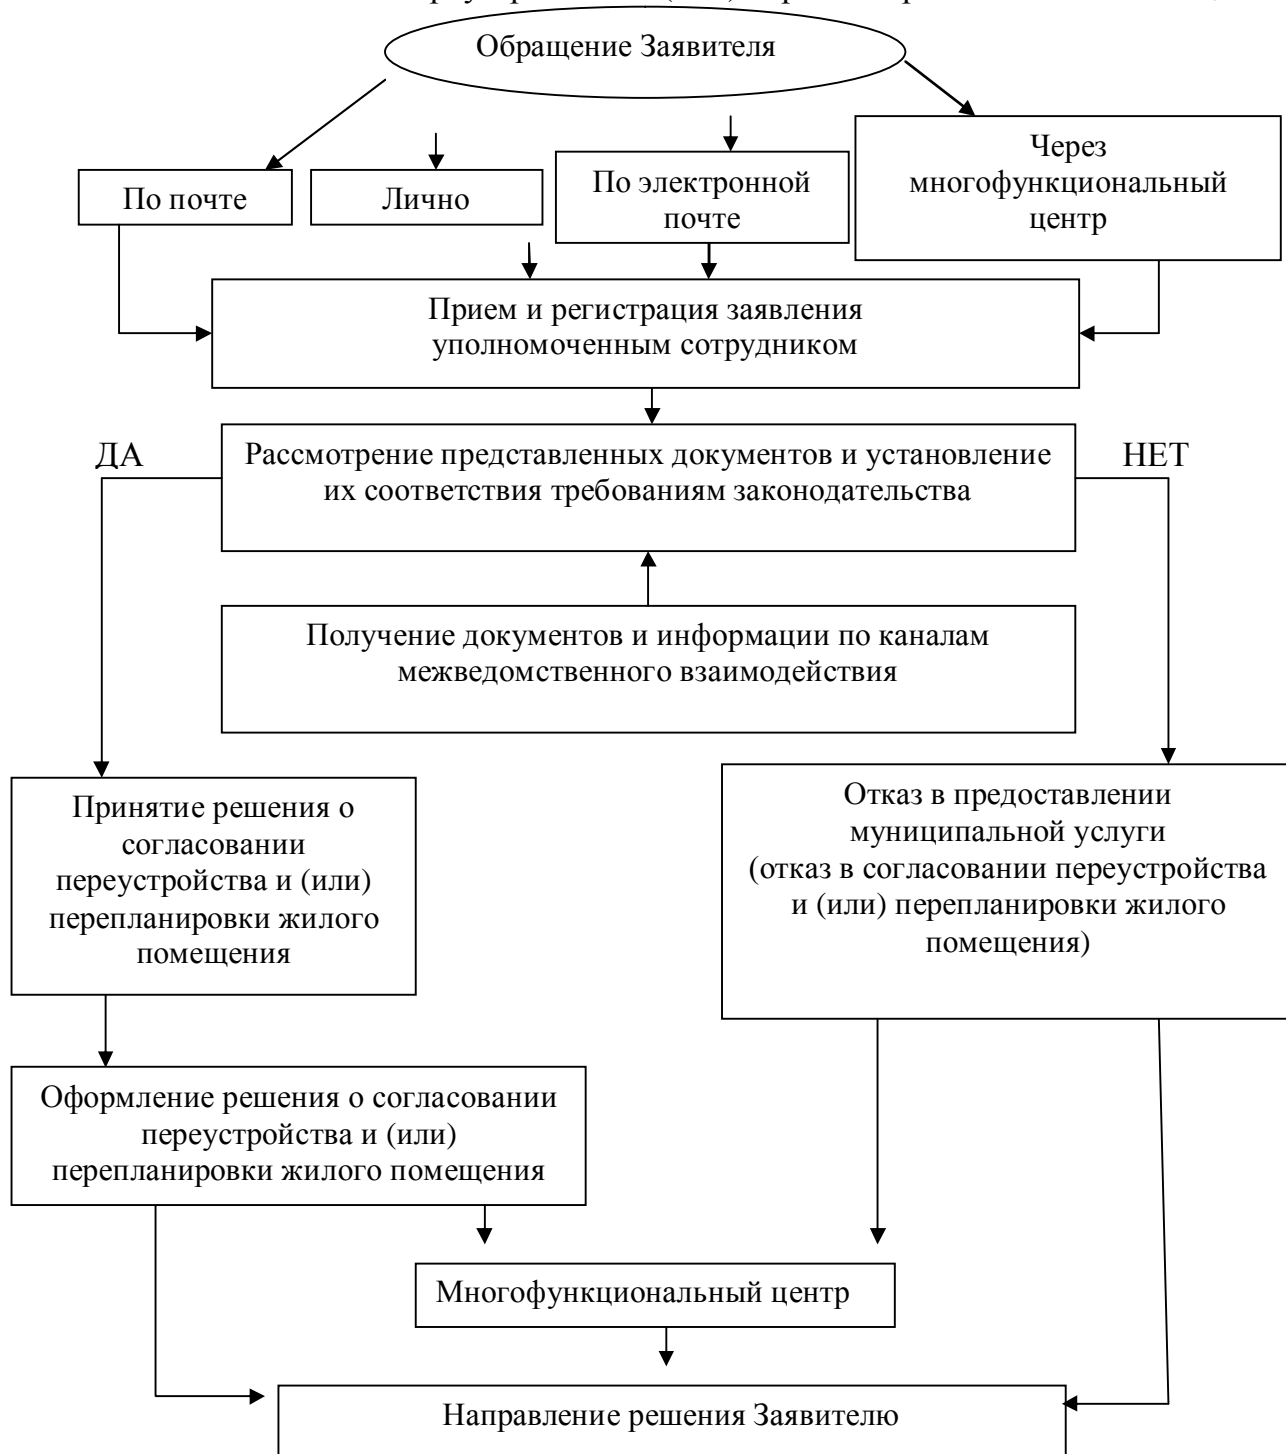 Обращение Заявителя
По почте
Лично
По электронной
почте
Через
многофункциональный
центр
Прием и регистрация заявления
уполномоченным сотрудником
ДА
Рассмотрение представленных документов и установление
их соответствия требованиям законодательства
НЕТ
Получение документов и информации по каналам
межведомственного взаимодействия
Принятие решения о
согласовании
переустройства и (или)
перепланировки жилого
помещения
Отказ в предоставлении
муниципальной услуги
(отказ в согласовании переустройства
и (или) перепланировки жилого
помещения)
Оформление решения о согласовании
переустройства и (или)
перепланировки жилого помещения
Многофункциональный центр
Направление решения Заявителю